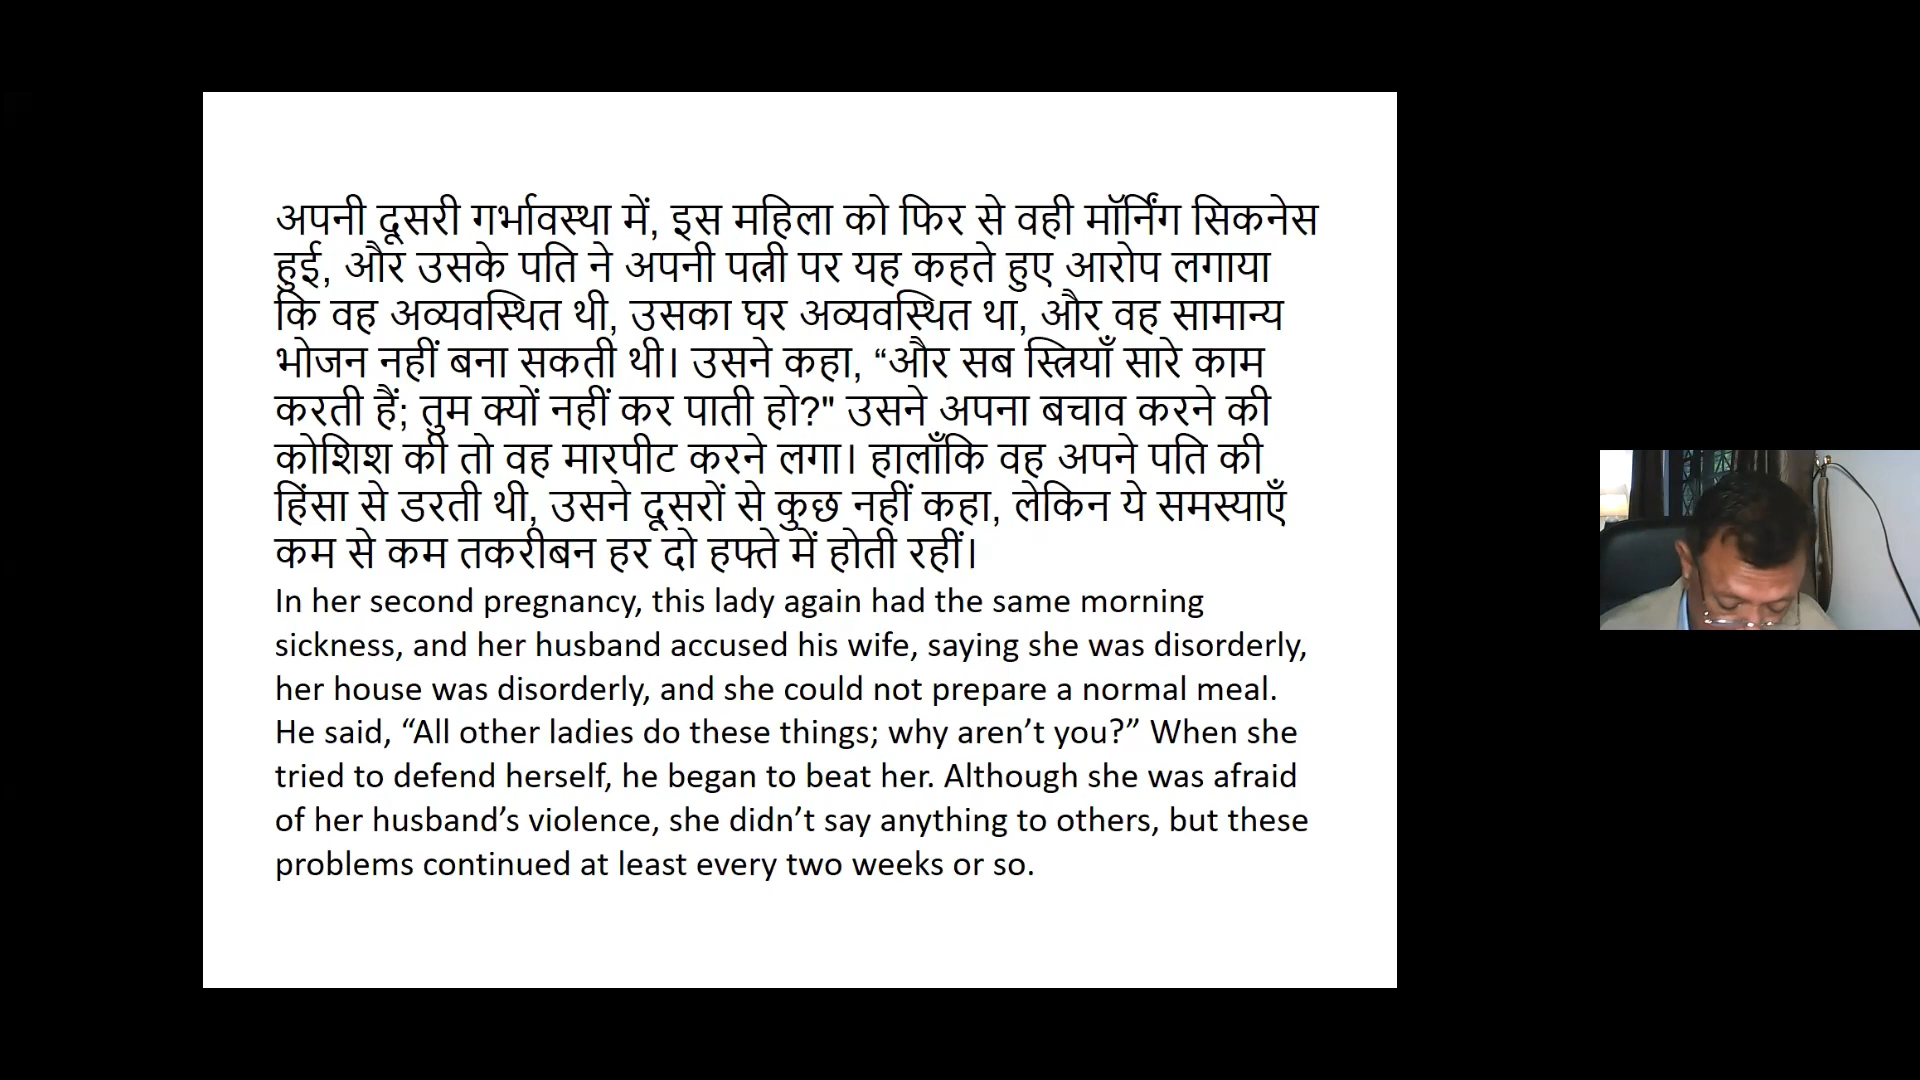 अपनी दूसरी गर्भावस्था में, इस महिला को फिर से वही मॉर्निंग सिकनेस
हुई, और उसके पति ने अपनी पत्नी पर यह कहते हुए आरोप लगाया
कि वह अव्यवस्थित थी, उसका घर अव्यवस्थित था, और वह सामान्य
भोजन नहीं बना सकती थी। उसने कहा, “और सब स्त्रियाँ सारे काम
करती हैं; तुम क्यों नहीं कर पाती हो?" उसने अपना बचाव करने की
कोशिश की तो वह मारपीट करने लगा। हालाँकि वह अपने पति की
हिंसा से डरती थी, उसने दूसरों से कुछ नहीं कहा, लेकिन ये समस्याएँ
कम से कम तकरीबन हर दो हफ्ते में होती रहीं।
In her second pregnancy, this lady again had the same morning
sickness, and her husband accused his wife, saying she was disorderly,
her house was disorderly, and she could not prepare a normal meal.
He said, “All other ladies do these things; why aren’t you?” When she
tried to defend herself, he began to beat her. Although she was afraid
of her husband’s violence, she didn’t say anything to others, but these
problems continued at least every two weeks or so.